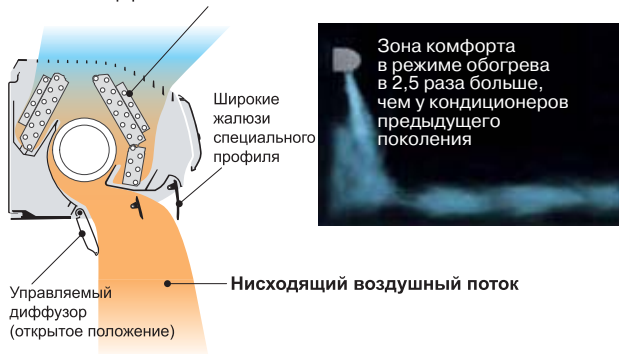 Зона комфорта
в режиме обогрева
в 2,5 раза больше,
чем у кондиционеров
предыдущего
поколения
Широкие
жалюзи
специального
профиля
Нисходящий воздушный поток
Управляемый
диффузор
(открытое положение)